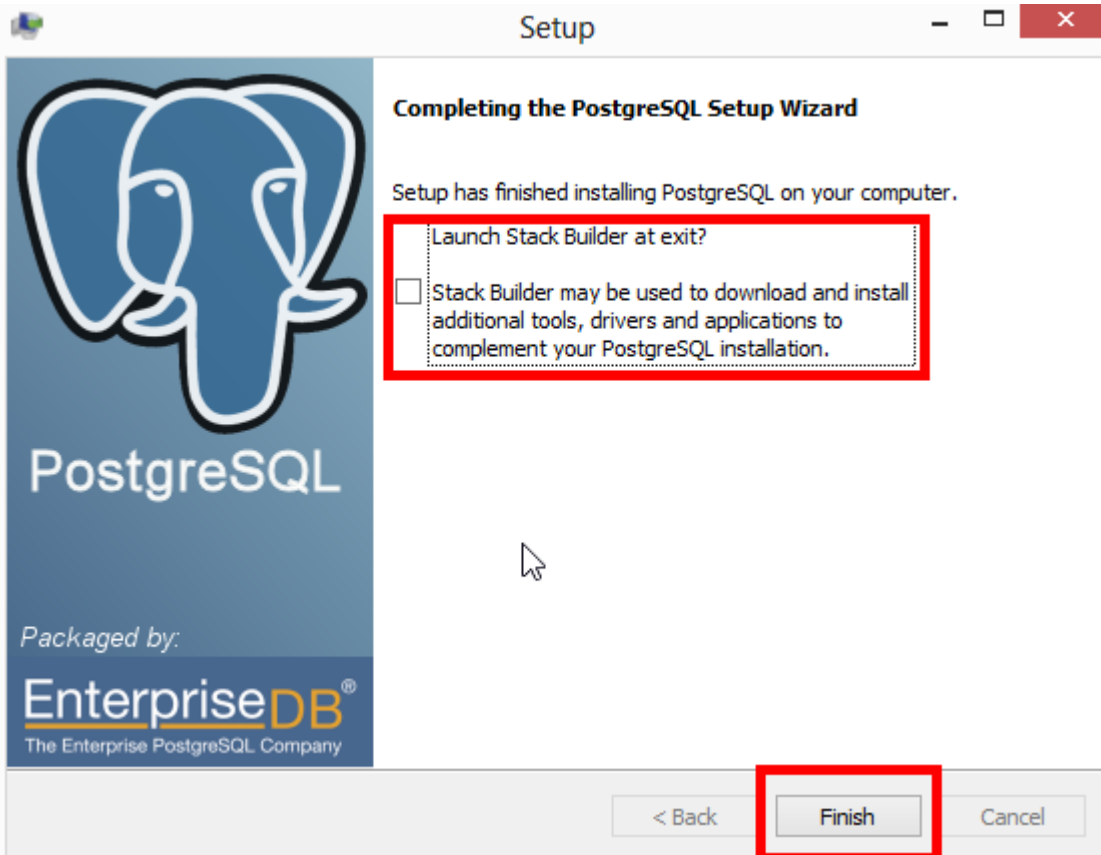 Setup
Completing the PostgreSQL Setup Wizard
Setup has finished installing PostgreSQL on your computer.
Launch Stack Builder at exit?
Stack Builder may be used to download and install
additional tools, drivers and applications to
complement your PostgreSQL installation.
PostgreSQL
Packaged by:
EnterpriseDB®
The Enterprise PostgreSQL Company
< Back
Finish
Cancel